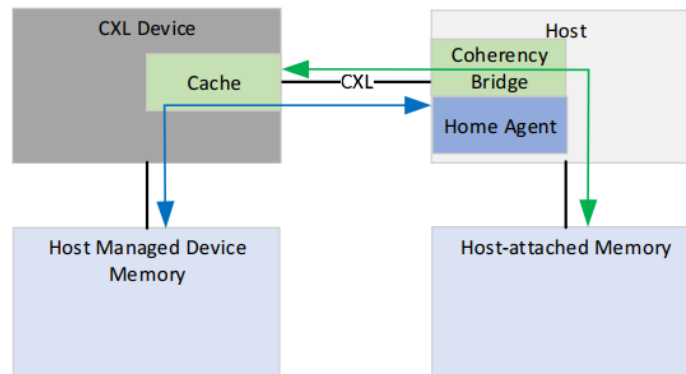 CXL Device
Host
Cache
CXL
Coherency
Bridge
Home Agent
Host Managed Device
Memory
Host-attached Memory